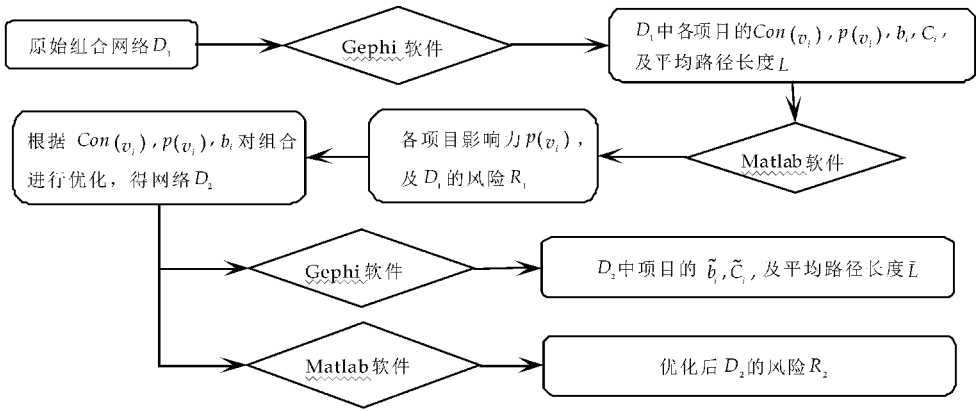 原始组合网络D₁
Gephi 软件
D₁中各项目的Con(vᵢ),p(vᵢ),bᵢ,Cᵢ,
及平均路径长度L
根据 Con(vᵢ),p(vᵢ),bᵢ对组合
进行优化，得网络D₂
各项目影响力p(vᵢ),
及D₁的风险R₁
Matlab软件
Gephi软件
D₂中项目的 b̃ᵢ,C̃ᵢ, 及平均路径长度L̃
Matlab软件
优化后D₂的风险R₂